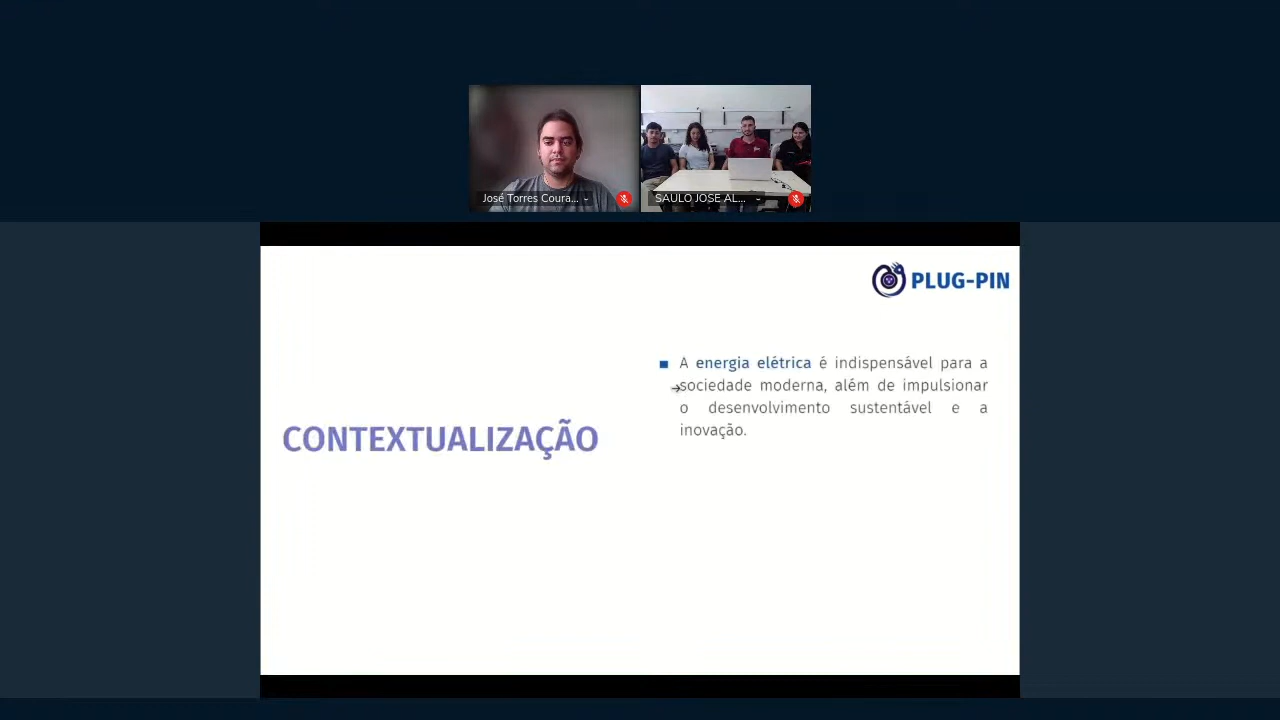 José Torres Coura...
SAULO JOSE AL...
PLUG-PIN
A energia elétrica é indispensável para a
sociedade moderna, além de impulsionar
o desenvolvimento sustentável e a
inovação.
CONTEXTUALIZAÇÃO